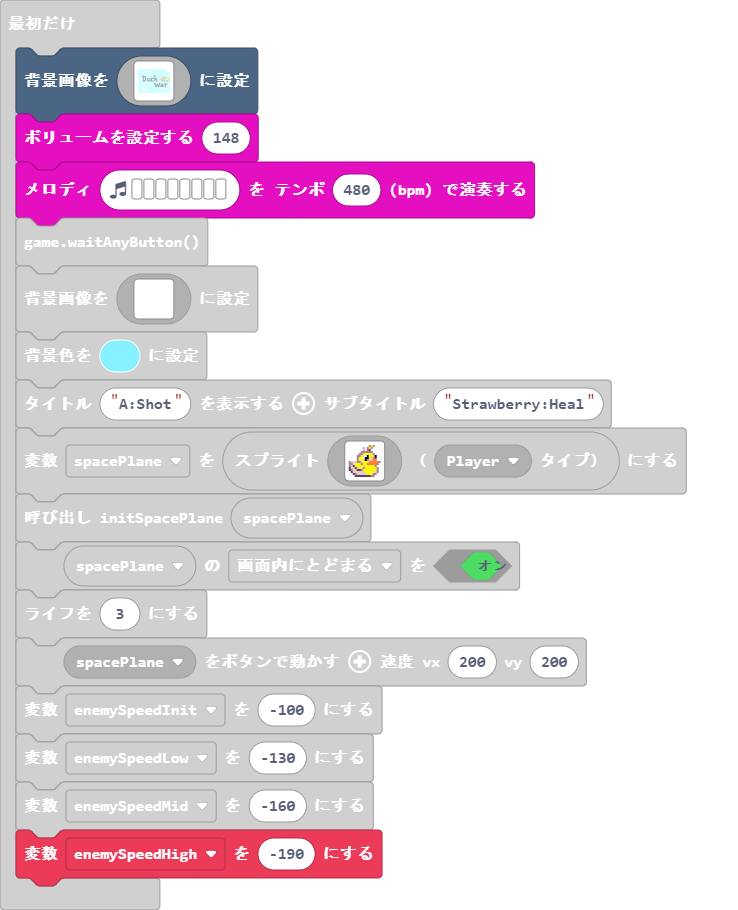 最初だけ
背景画像を Duck War に設定
ボリュームを設定する 148
メロディ を テンポ 480 (bpm) で演奏する
game.waitAnyButton()
背景画像を に設定
背景色を に設定
タイトル "A:Shot" を表示する サブタイトル "Strawberry:Heal"
変数 spacePlane を スプライト ( Player タイプ) にする
呼び出し initSpacePlane spacePlane
spacePlane の 画面内にとどまる を オン
ライフを 3 にする
spacePlane をボタンで動かす 速度 vx 200 vy 200
変数 enemySpeedInit を -100 にする
変数 enemySpeedLow を -130 にする
変数 enemySpeedMid を -160 にする
変数 enemySpeedHigh を -190 にする